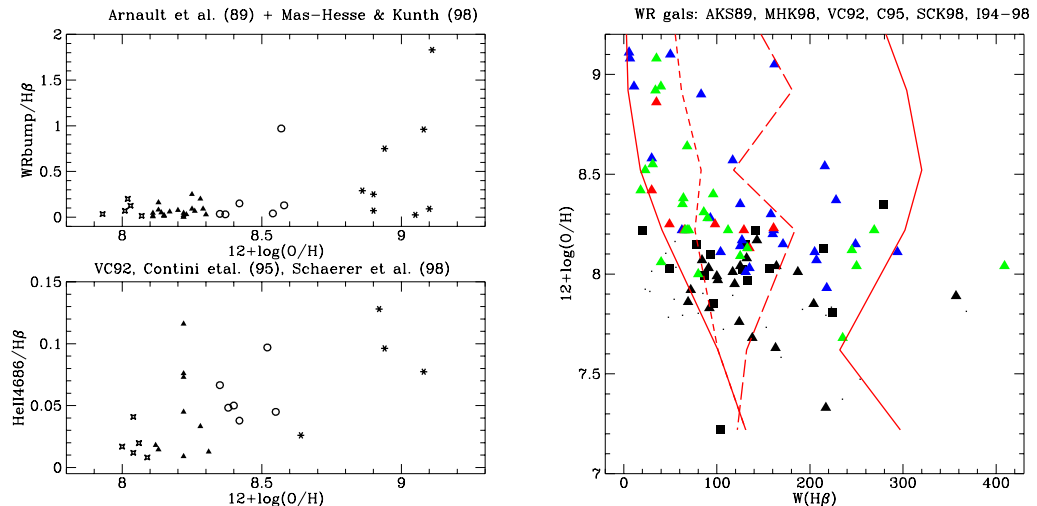 Arnault et al. (89) + Mas-Hesse & Kunth (98)
WRbump/Hβ
2
1.5
1
0.5
0
8
8.5
9
12+log(O/H)
VC92, Contini etal. (95), Schaerer et al. (98)
HeII4686/Hβ
0.15
0.1
0.05
0
8
8.5
9
12+log(O/H)
WR gals: AKS89, MHK98, VC92, C95, SCK98, I94-98
12+log(O/H)
9
8.5
8
7.5
7
0
100
200
300
400
W(Hβ)